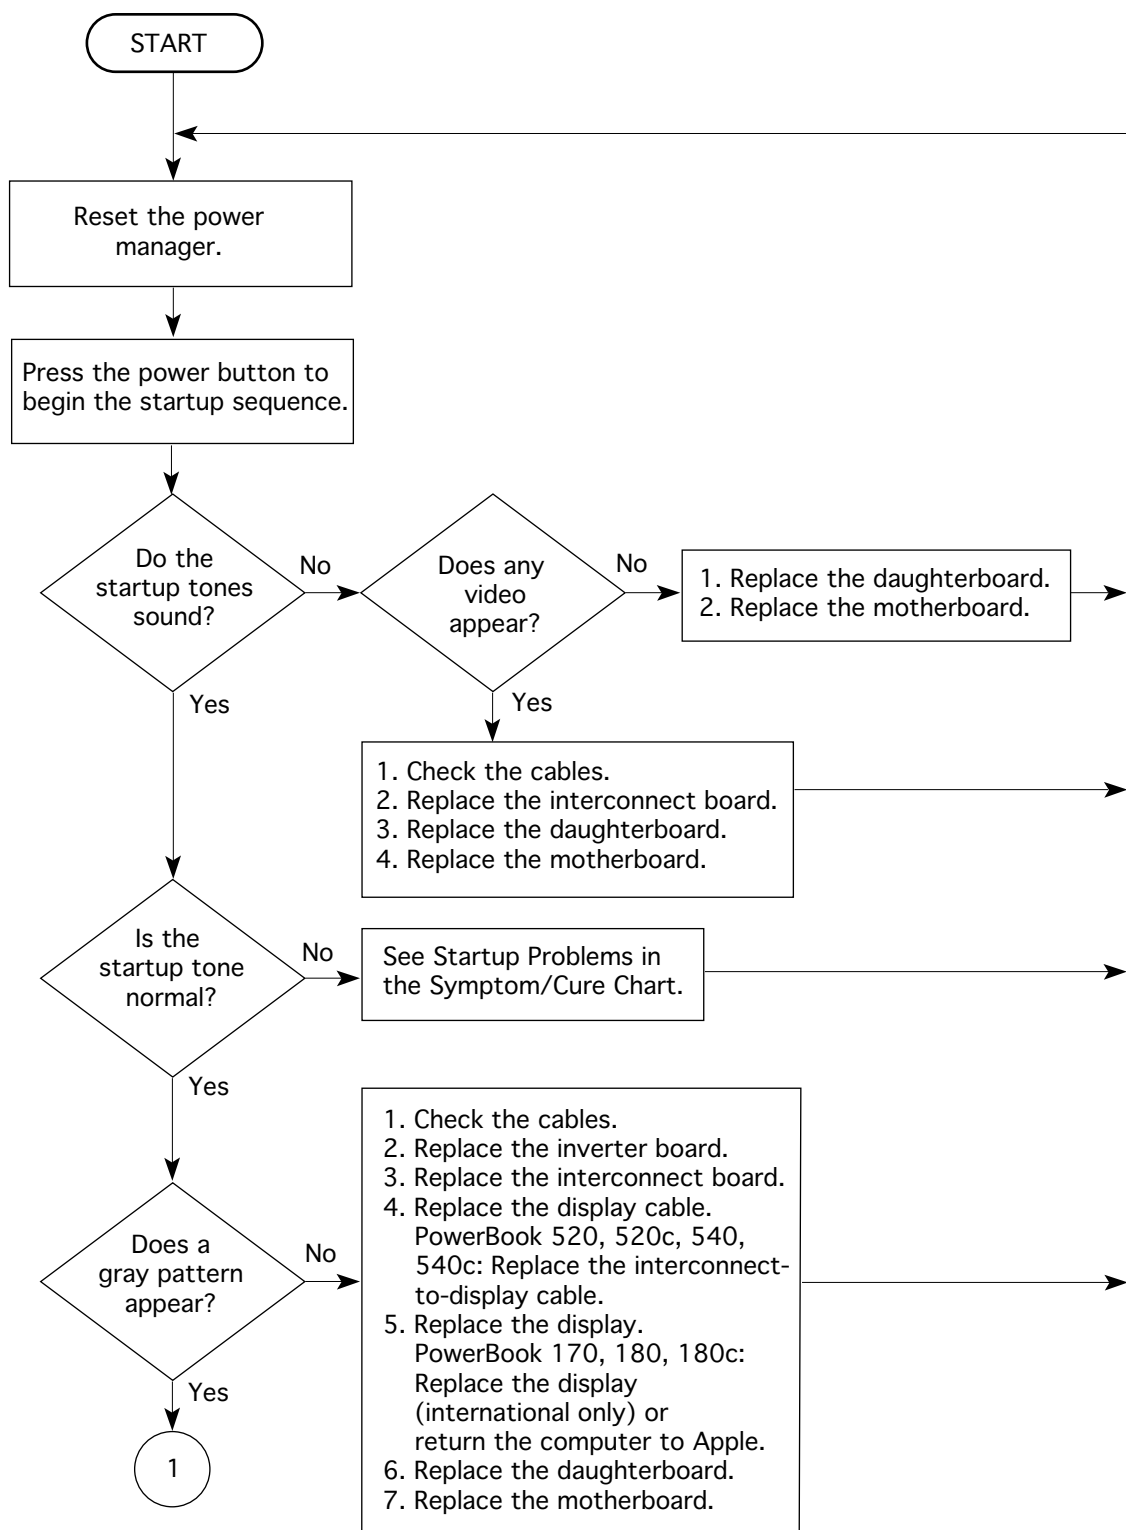 START
Reset the power
manager.
Press the power button to
begin the startup sequence.
Do the
startup tones
sound?
No
Does any
video
appear?
No
1. Replace the daughterboard.
2. Replace the motherboard.
Yes
Yes
1. Check the cables.
2. Replace the interconnect board.
3. Replace the daughterboard.
4. Replace the motherboard.
Is the
startup tone
normal?
No
See Startup Problems in
the Symptom/Cure Chart.
Yes
1. Check the cables.
2. Replace the inverter board.
3. Replace the interconnect board.
4. Replace the display cable.
PowerBook 520, 520c, 540,
540c: Replace the interconnect-
to-display cable.
5. Replace the display.
PowerBook 170, 180, 180c:
Replace the display
(international only) or
return the computer to Apple.
6. Replace the daughterboard.
7. Replace the motherboard.
Does a
gray pattern
appear?
No
Yes
1